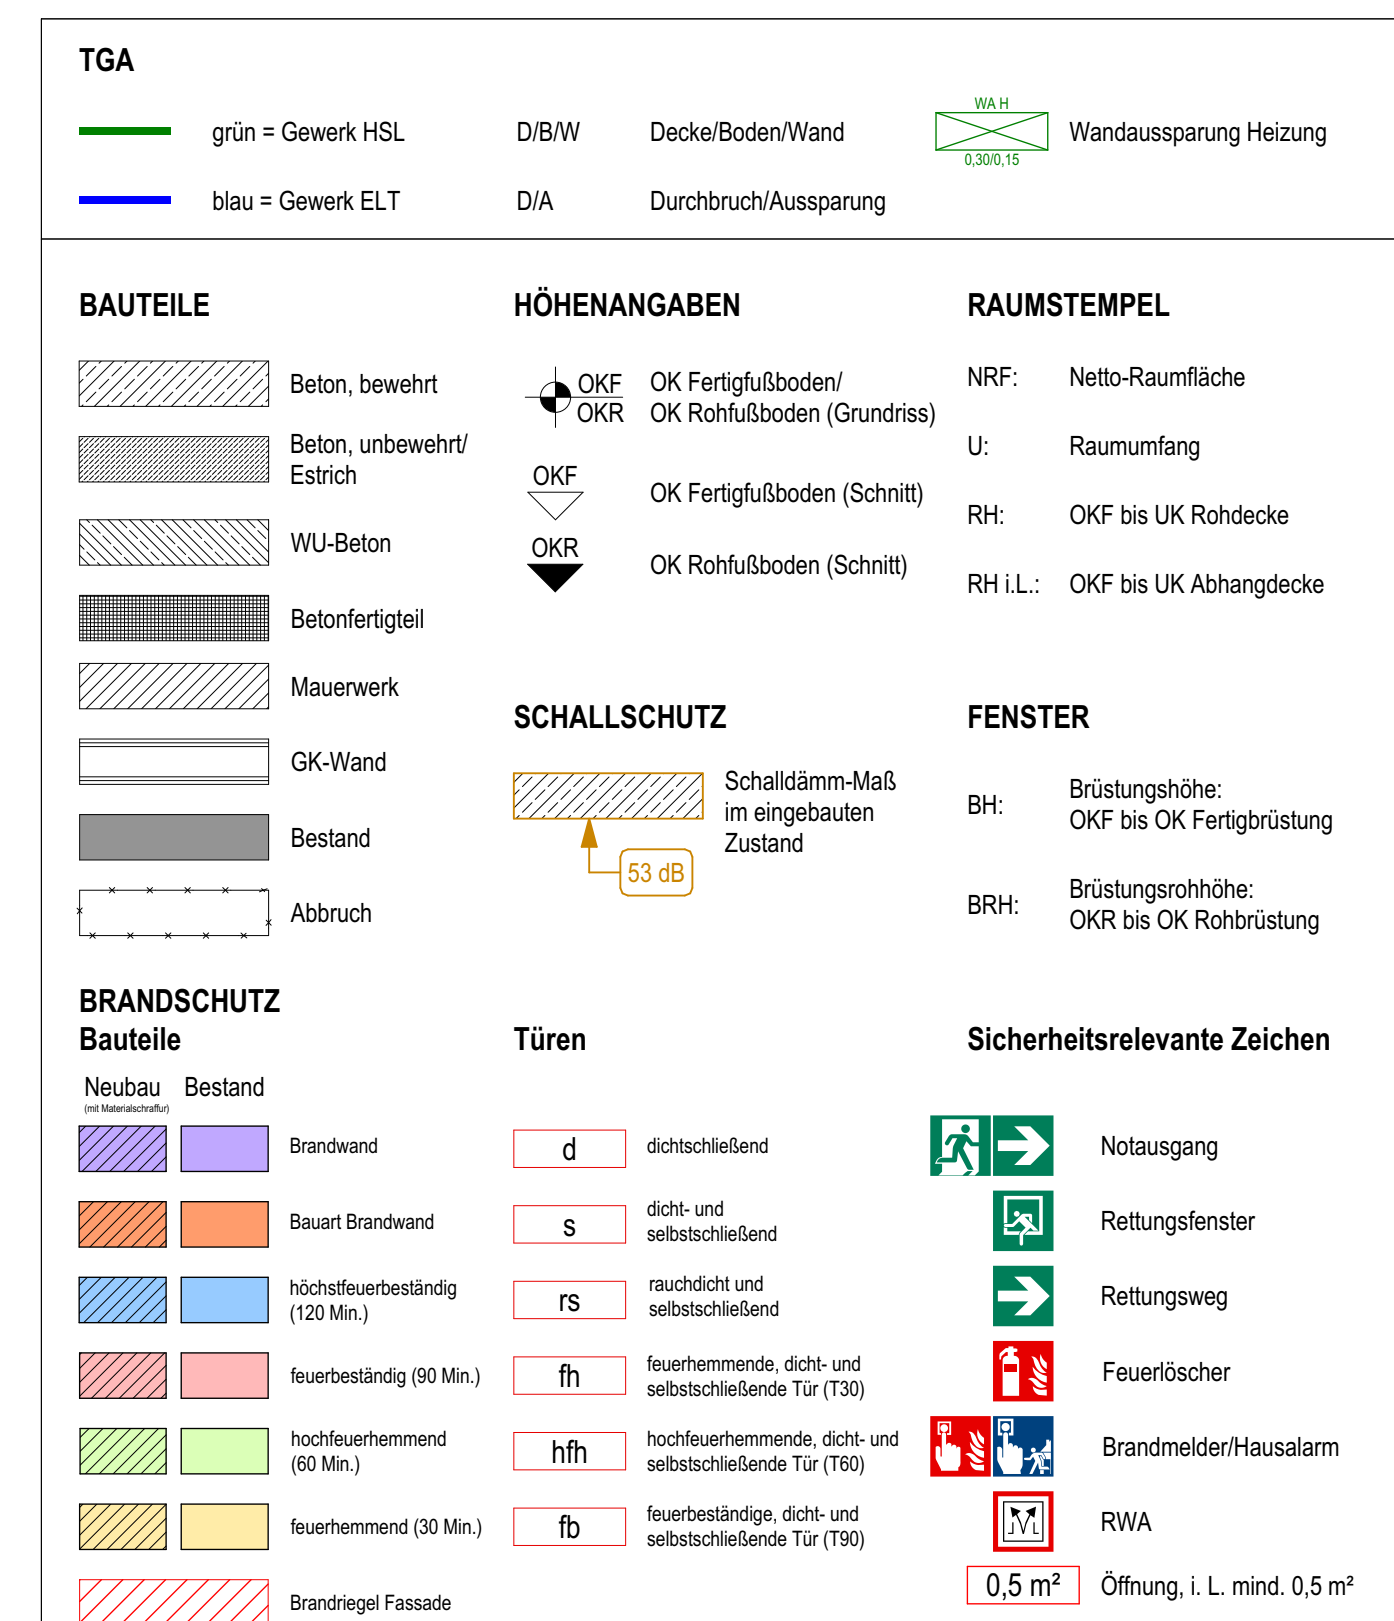 TGA
grün = Gewerk HSL
D/B/W
Decke/Boden/Wand
WA H
0,30/0,15
Wandaussparung Heizung
blau = Gewerk ELT
D/A
Durchbruch/Aussparung
BAUTEILE
Beton, bewehrt
Beton, unbewehrt/
Estrich
WU-Beton
Betonfertigteil
Mauerwerk
GK-Wand
Bestand
Abbruch
HÖHENANGABEN
OKF
OKR
OK Fertigfußboden/
OK Rohfußboden (Grundriss)
OKF
OK Fertigfußboden (Schnitt)
OKR
OK Rohfußboden (Schnitt)
RAUMSTEMPEL
NRF:
Netto-Raumfläche
U:
Raumumfang
RH:
OKF bis UK Rohdecke
RH i.L.:
OKF bis UK Abhangdecke
SCHALLSCHUTZ
53 dB
Schalldämm-Maß
im eingebauten
Zustand
FENSTER
BH:
Brüstungshöhe:
OKF bis OK Fertigbrüstung
BRH:
Brüstungsrohhöhe:
OKR bis OK Rohbrüstung
BRANDSCHUTZ
Bauteile
Neubau
(mit Materialschraffur)
Bestand
Brandwand
Bauart Brandwand
höchstfeuerbeständig
(120 Min.)
feuerbeständig (90 Min.)
hochfeuerhemmend
(60 Min.)
feuerhemmend (30 Min.)
Brandriegel Fassade
Türen
d
dichtschließend
s
dicht- und
selbstschließend
rs
rauchdicht und
selbstschließend
fh
feuerhemmende, dicht- und
selbstschließende Tür (T30)
hfh
hochfeuerhemmende, dicht- und
selbstschließende Tür (T60)
fb
feuerbeständige, dicht- und
selbstschließende Tür (T90)
Sicherheitsrelevante Zeichen
Notausgang
Rettungsfenster
Rettungsweg
Feuerlöscher
Brandmelder/Hausalarm
RWA
0,5 m²
Öffnung, i. L. mind. 0,5 m²